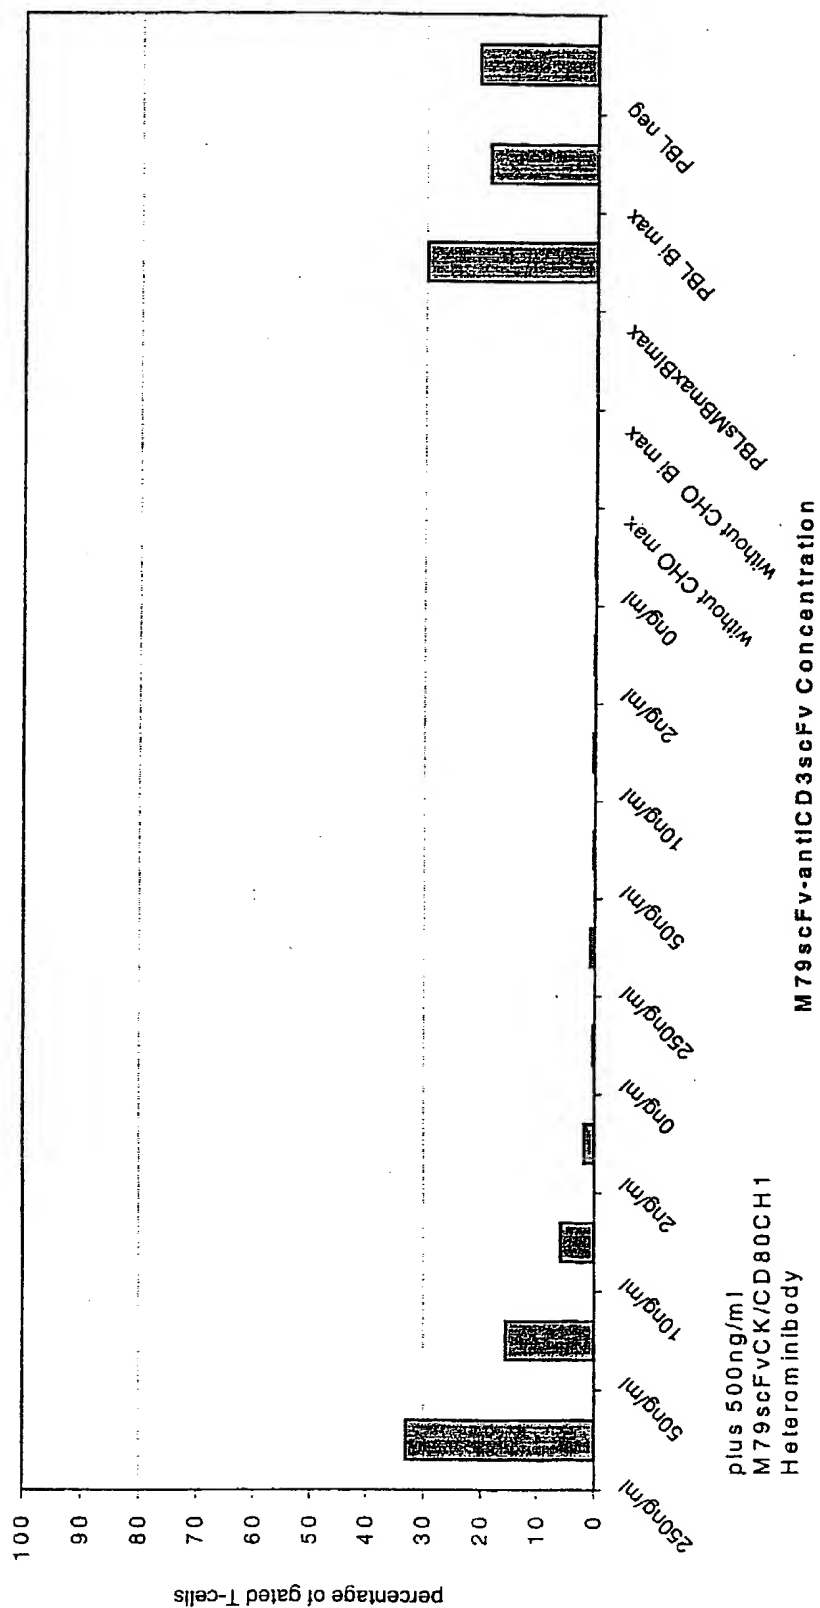 percentage of gated T-cells
100
90
80
70
60
50
40
30
20
10
0
250ng/ml
50ng/ml
10ng/ml
2ng/ml
0ng/ml
250ng/ml
50ng/ml
10ng/ml
2ng/ml
0ng/ml
without CHO max
without CHO Bi max
PBLsMBmaxBimax
PBL Bi max
PBL neg
plus 500ng/ml
M79scFvCK/CD80CH1
Heterominibody
M79scFv-antiCD3scFv Concentration